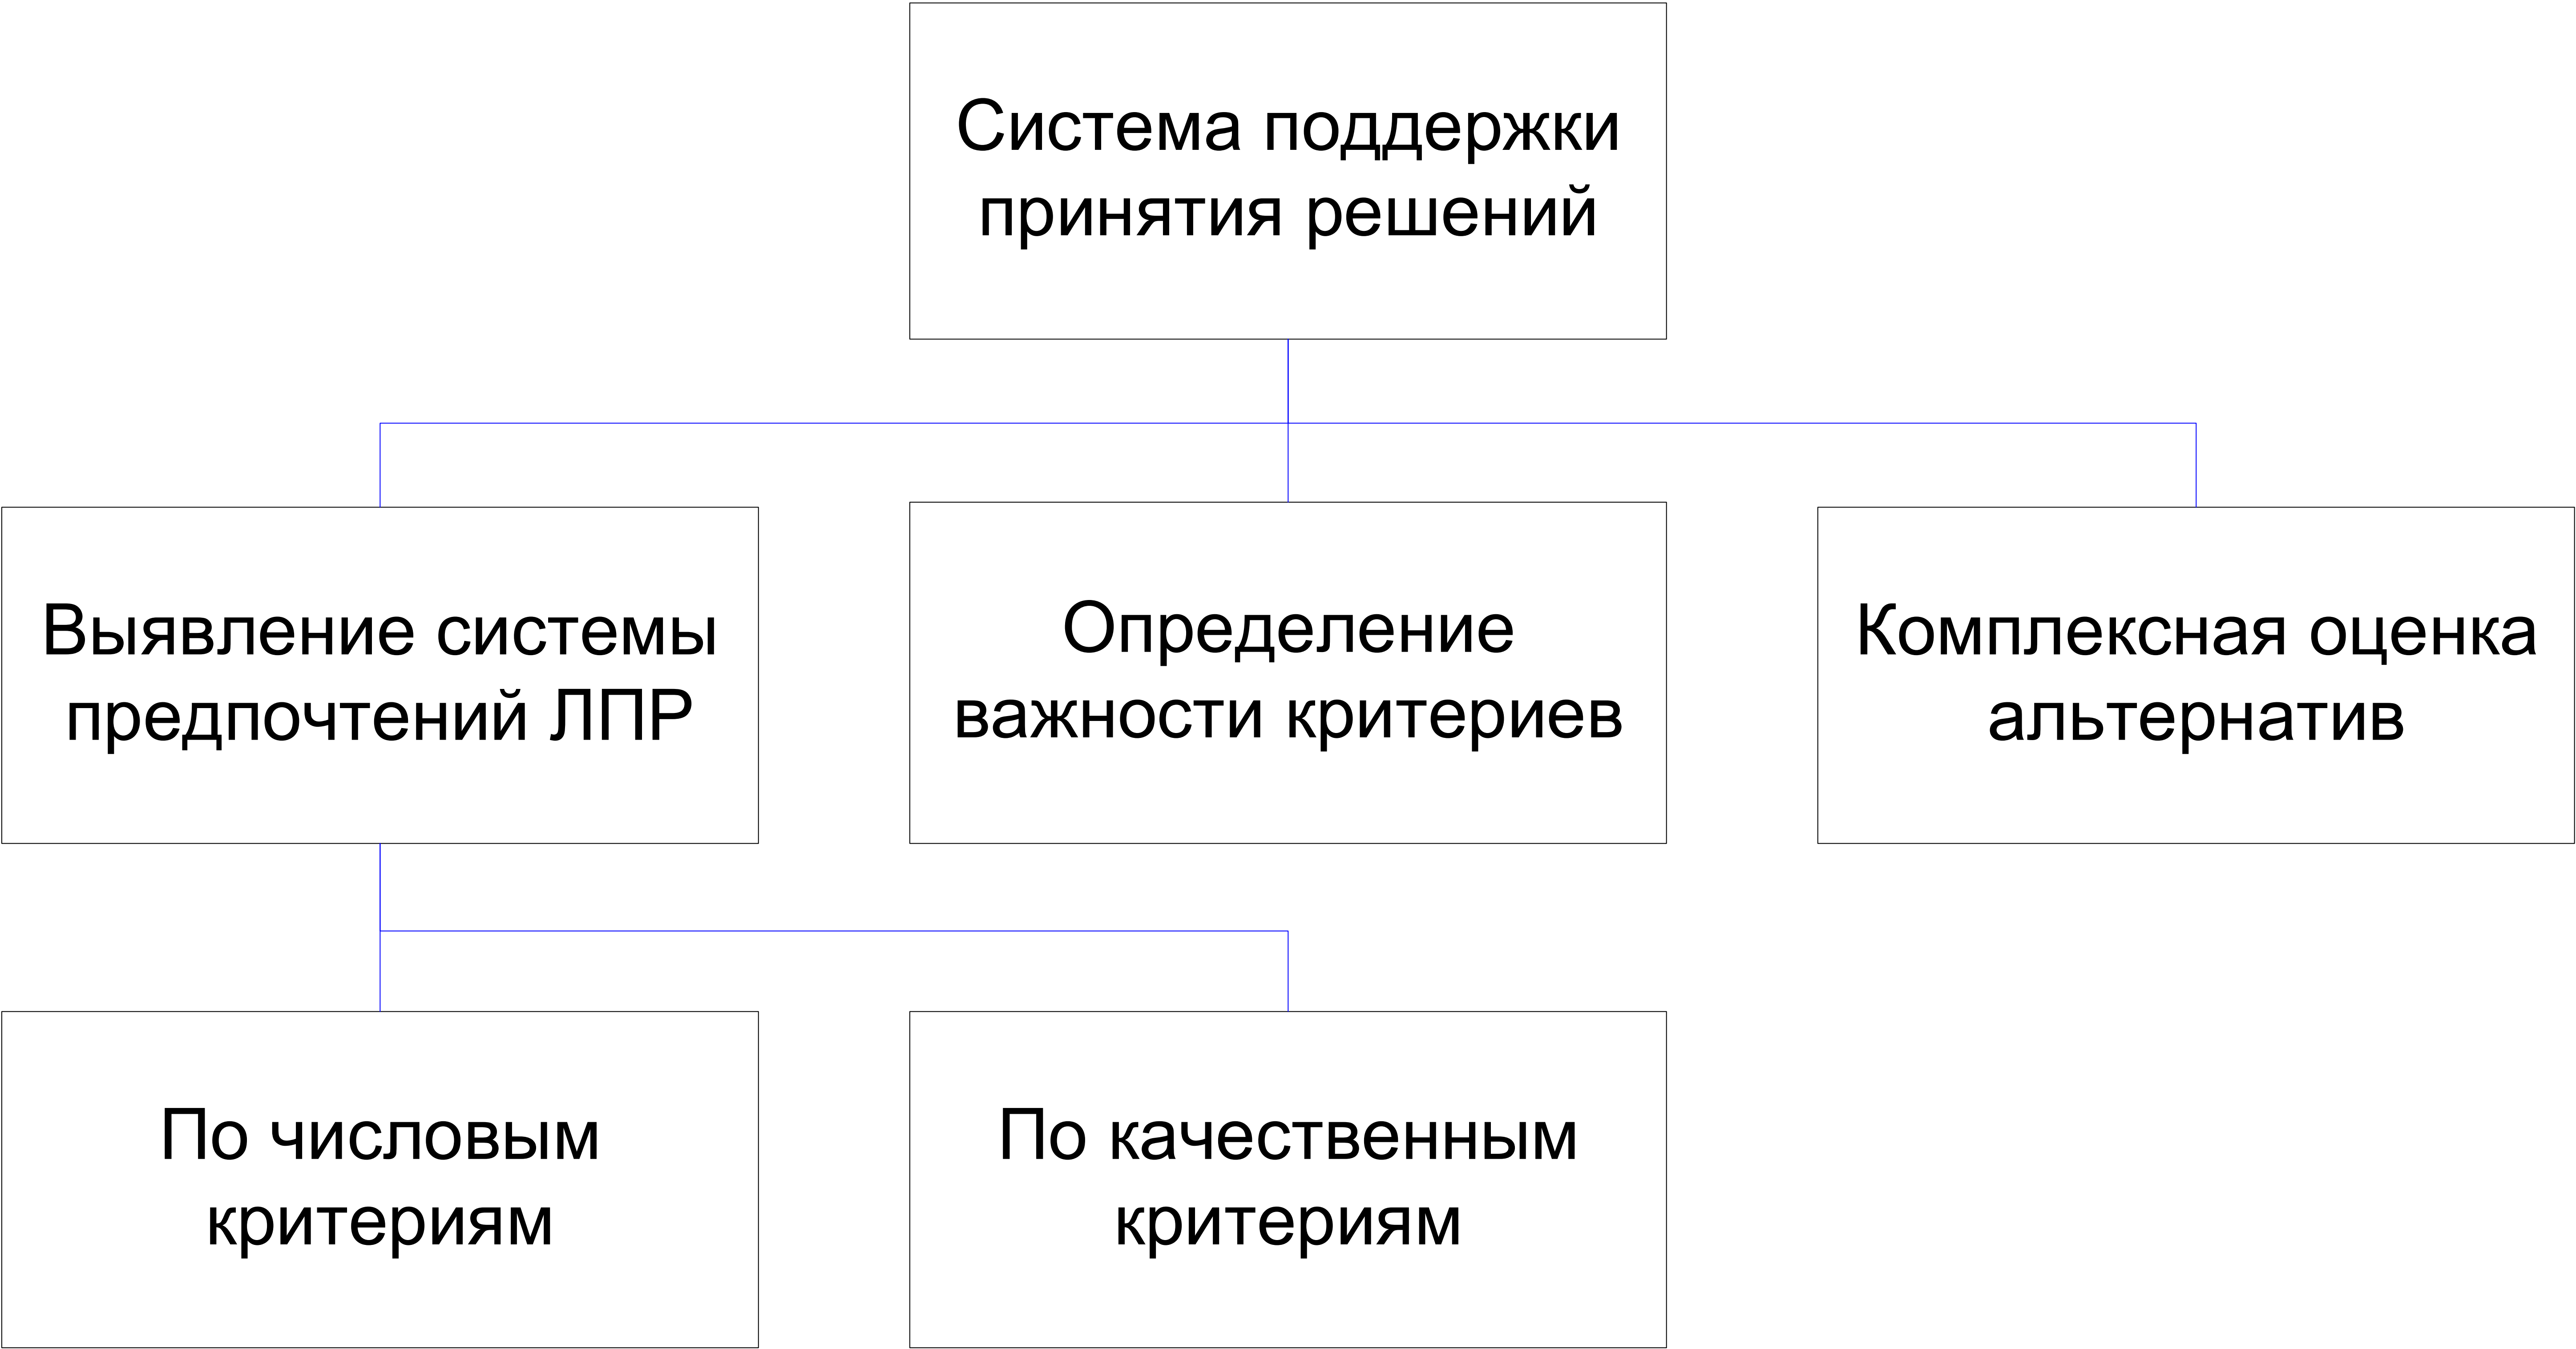 Система поддержки
принятия решений
Выявление системы
предпочтений ЛПР
Определение
важности критериев
Комплексная оценка
альтернатив
По числовым
критериям
По качественным
критериям